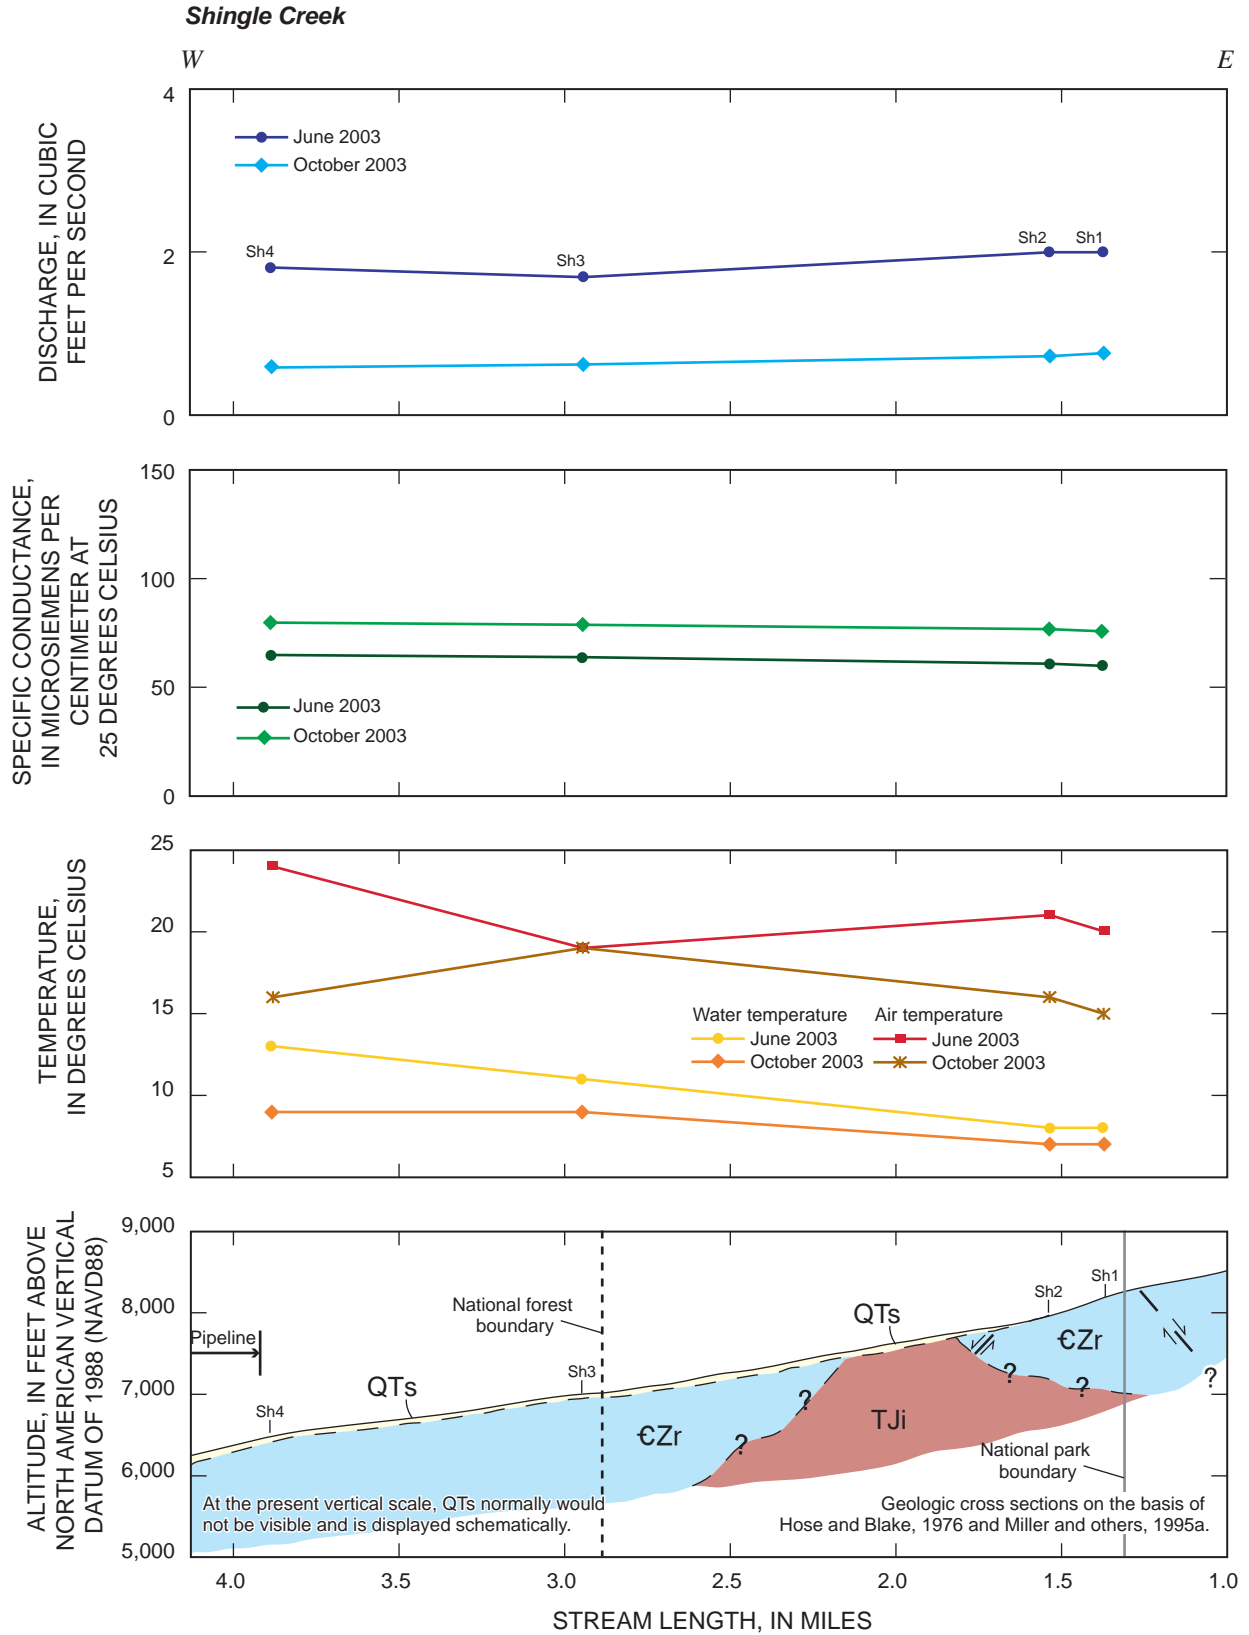 Shingle Creek
W
E
DISCHARGE, IN CUBIC
FEET PER SECOND
4
2
0
June 2003
October 2003
Sh4
Sh3
Sh2
Sh1
SPECIFIC CONDUCTANCE,
IN MICROSIEMENS PER
CENTIMETER AT
25 DEGREES CELSIUS
150
100
50
0
June 2003
October 2003
TEMPERATURE,
IN DEGREES CELSIUS
25
20
15
10
5
Water temperature
June 2003
October 2003
Air temperature
June 2003
October 2003
ALTITUDE, IN FEET ABOVE
NORTH AMERICAN VERTICAL
DATUM OF 1988 (NAVD88)
9,000
8,000
7,000
6,000
5,000
Pipeline
National forest
boundary
QTs
Sh1
Sh2
Sh3
Sh4
QTs
€Zr
€Zr
TJi
?
?
?
?
?
National park
boundary
At the present vertical scale, QTs normally would
not be visible and is displayed schematically.
Geologic cross sections on the basis of
Hose and Blake, 1976 and Miller and others, 1995a.
4.0
3.5
3.0
2.5
2.0
1.5
1.0
STREAM LENGTH, IN MILES